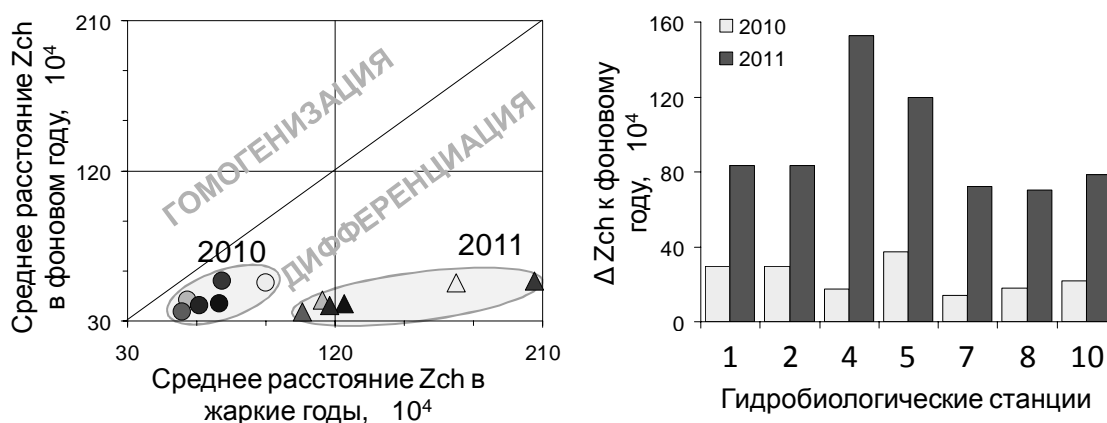 Среднее расстояние Zch
в фоновом году, 10⁴
210
120
30
30
120
210
ГОМОГЕНИЗАЦИЯ
ДИФФЕРЕНЦИАЦИЯ
2010
2011
Среднее расстояние Zch в
жаркие годы, 10⁴
Δ Zch к фоновому
году, 10⁴
160
120
80
40
0
2010
2011
1 2 4 5 7 8 10
Гидробиологические станции